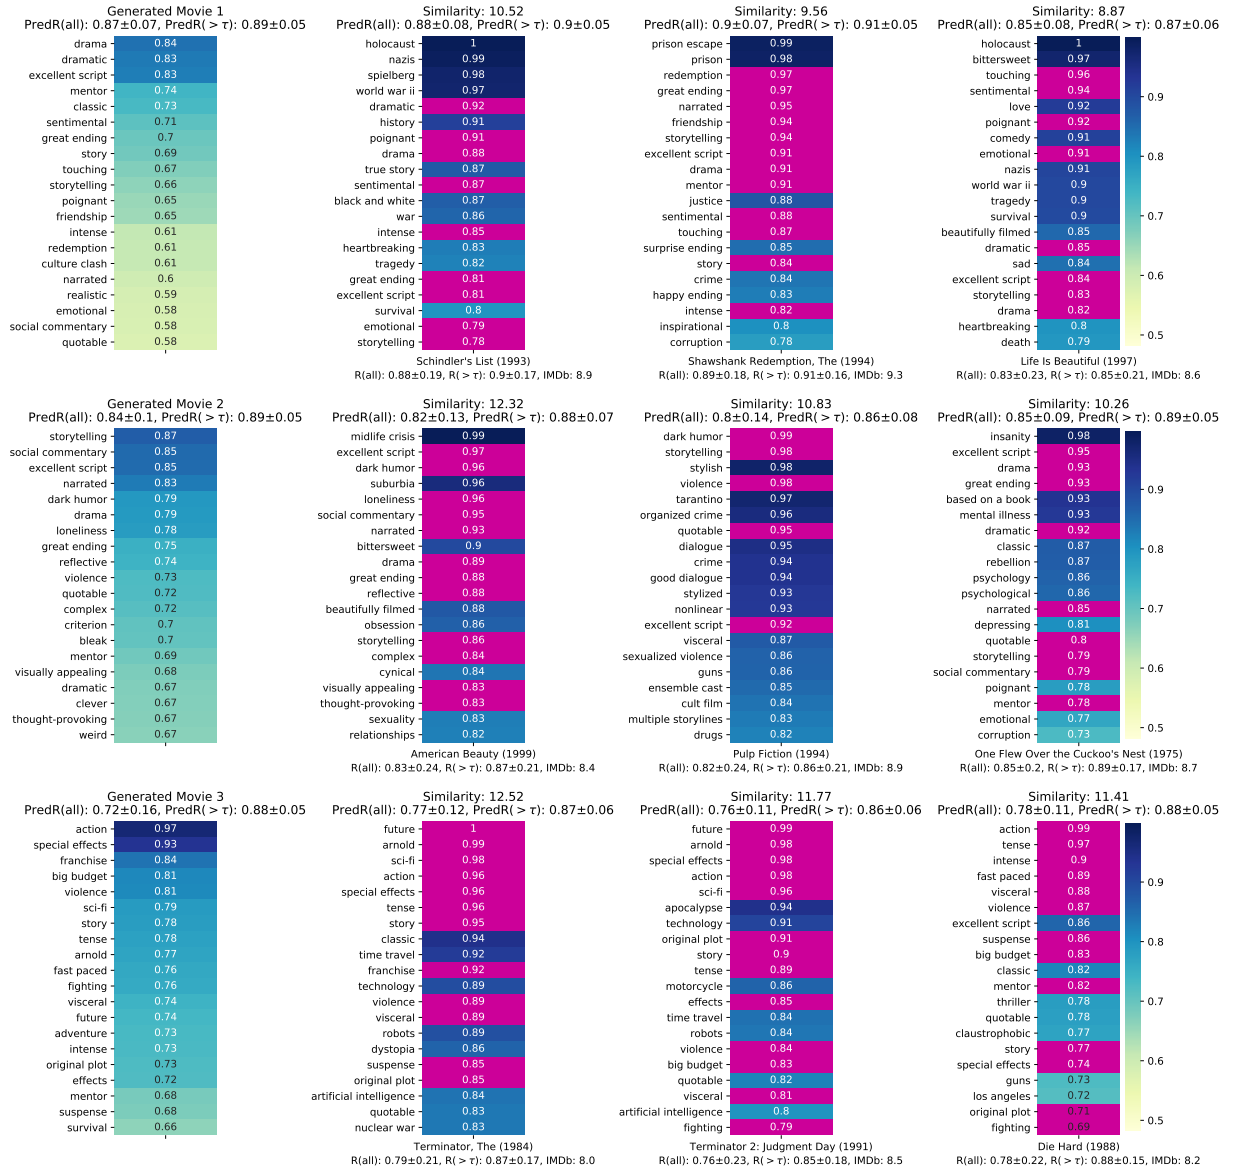 Generated Movie 1
PredR(all): 0.87±0.07, PredR(> τ): 0.89±0.05
drama 0.84
dramatic 0.83
excellent script 0.83
mentor 0.74
classic 0.73
sentimental 0.71
great ending 0.7
story 0.69
touching 0.67
storytelling 0.66
poignant 0.65
friendship 0.65
intense 0.61
redemption 0.61
culture clash 0.61
narrated 0.6
realistic 0.59
emotional 0.58
social commentary 0.58
quotable 0.58
Similarity: 10.52
PredR(all): 0.88±0.08, PredR(> τ): 0.9±0.05
holocaust 1
nazis 0.99
spielberg 0.98
world war ii 0.97
dramatic 0.92
history 0.91
poignant 0.91
drama 0.88
true story 0.87
sentimental 0.87
black and white 0.87
war 0.86
intense 0.85
heartbreaking 0.83
tragedy 0.82
great ending 0.81
excellent script 0.81
survival 0.8
emotional 0.79
storytelling 0.78
Schindler's List (1993)
R(all): 0.88±0.19, R(> τ): 0.9±0.17, IMDb: 8.9
Similarity: 9.56
PredR(all): 0.9±0.07, PredR(> τ): 0.91±0.05
prison escape 0.99
prison 0.98
redemption 0.97
great ending 0.97
narrated 0.95
friendship 0.94
storytelling 0.94
excellent script 0.91
drama 0.91
mentor 0.91
justice 0.88
sentimental 0.88
touching 0.87
surprise ending 0.85
story 0.84
crime 0.84
happy ending 0.83
intense 0.82
inspirational 0.8
corruption 0.78
Shawshank Redemption, The (1994)
R(all): 0.89±0.18, R(> τ): 0.91±0.16, IMDb: 9.3
Similarity: 8.87
PredR(all): 0.85±0.08, PredR(> τ): 0.87±0.06
holocaust 1
bittersweet 0.97
touching 0.96
sentimental 0.94
love 0.92
poignant 0.92
comedy 0.91
emotional 0.91
nazis 0.91
world war ii 0.9
tragedy 0.9
survival 0.9
beautifully filmed 0.85
dramatic 0.85
sad 0.84
excellent script 0.84
storytelling 0.83
drama 0.82
heartbreaking 0.8
death 0.79
Life Is Beautiful (1997)
R(all): 0.83±0.23, R(> τ): 0.85±0.21, IMDb: 8.6
0.9
0.8
0.7
0.6
0.5
Generated Movie 2
PredR(all): 0.84±0.1, PredR(> τ): 0.89±0.05
storytelling 0.87
social commentary 0.85
excellent script 0.85
narrated 0.83
dark humor 0.79
drama 0.79
loneliness 0.78
great ending 0.75
reflective 0.74
violence 0.73
quotable 0.72
complex 0.72
criterion 0.7
bleak 0.7
mentor 0.69
visually appealing 0.68
dramatic 0.67
clever 0.67
thought-provoking 0.67
weird 0.67
Similarity: 12.32
PredR(all): 0.82±0.13, PredR(> τ): 0.88±0.07
midlife crisis 0.99
excellent script 0.97
dark humor 0.96
suburbia 0.96
loneliness 0.96
social commentary 0.95
narrated 0.93
bittersweet 0.9
drama 0.89
great ending 0.88
reflective 0.88
beautifully filmed 0.88
obsession 0.86
storytelling 0.86
complex 0.84
cynical 0.84
visually appealing 0.83
thought-provoking 0.83
sexuality 0.83
relationships 0.82
American Beauty (1999)
R(all): 0.83±0.24, R(> τ): 0.87±0.21, IMDb: 8.4
Similarity: 10.83
PredR(all): 0.8±0.14, PredR(> τ): 0.86±0.08
dark humor 0.99
storytelling 0.98
stylish 0.98
violence 0.98
tarantino 0.97
organized crime 0.96
quotable 0.95
dialogue 0.95
crime 0.94
good dialogue 0.94
stylized 0.93
nonlinear 0.93
excellent script 0.92
visceral 0.87
sexualized violence 0.86
guns 0.86
ensemble cast 0.85
cult film 0.84
multiple storylines 0.83
drugs 0.82
Pulp Fiction (1994)
R(all): 0.82±0.24, R(> τ): 0.86±0.21, IMDb: 8.9
Similarity: 10.26
PredR(all): 0.85±0.09, PredR(> τ): 0.89±0.05
insanity 0.98
excellent script 0.95
drama 0.93
great ending 0.93
based on a book 0.93
mental illness 0.93
dramatic 0.92
classic 0.87
rebellion 0.87
psychology 0.86
psychological 0.86
narrated 0.85
depressing 0.81
quotable 0.8
storytelling 0.79
social commentary 0.79
poignant 0.78
mentor 0.78
emotional 0.77
corruption 0.73
One Flew Over the Cuckoo's Nest (1975)
R(all): 0.85±0.2, R(> τ): 0.89±0.17, IMDb: 8.7
0.9
0.8
0.7
0.6
0.5
Generated Movie 3
PredR(all): 0.72±0.16, PredR(> τ): 0.88±0.05
action 0.97
special effects 0.93
franchise 0.84
big budget 0.81
violence 0.81
sci-fi 0.79
story 0.78
tense 0.78
arnold 0.77
fast paced 0.76
fighting 0.76
visceral 0.74
future 0.74
adventure 0.73
intense 0.73
original plot 0.73
effects 0.72
mentor 0.68
suspense 0.68
survival 0.66
Similarity: 12.52
PredR(all): 0.77±0.12, PredR(> τ): 0.87±0.06
future 1
arnold 0.99
sci-fi 0.98
action 0.96
special effects 0.96
tense 0.96
story 0.95
classic 0.94
time travel 0.92
franchise 0.92
technology 0.89
violence 0.89
visceral 0.89
robots 0.89
dystopia 0.86
suspense 0.85
original plot 0.85
artificial intelligence 0.84
quotable 0.83
nuclear war 0.83
Terminator, The (1984)
R(all): 0.79±0.21, R(> τ): 0.87±0.17, IMDb: 8.0
Similarity: 11.77
PredR(all): 0.76±0.11, PredR(> τ): 0.86±0.06
future 0.99
arnold 0.98
special effects 0.98
action 0.98
sci-fi 0.96
apocalypse 0.94
technology 0.91
original plot 0.91
story 0.9
tense 0.89
motorcycle 0.86
effects 0.85
time travel 0.84
robots 0.84
violence 0.84
big budget 0.83
quotable 0.82
visceral 0.81
artificial intelligence 0.8
fighting 0.79
Terminator 2: Judgment Day (1991)
R(all): 0.76±0.23, R(> τ): 0.85±0.18, IMDb: 8.5
Similarity: 11.41
PredR(all): 0.78±0.11, PredR(> τ): 0.88±0.05
action 0.99
tense 0.97
intense 0.9
fast paced 0.89
visceral 0.88
violence 0.87
excellent script 0.86
suspense 0.86
big budget 0.83
classic 0.82
mentor 0.82
thriller 0.78
quotable 0.78
claustrophobic 0.77
story 0.77
special effects 0.74
guns 0.73
los angeles 0.72
original plot 0.71
fighting 0.69
Die Hard (1988)
R(all): 0.78±0.22, R(> τ): 0.88±0.15, IMDb: 8.2
0.9
0.8
0.7
0.6
0.5